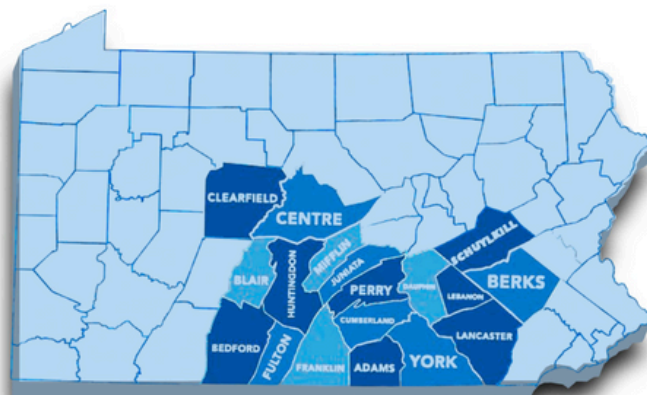 CLEARFIELD
CENTRE
SCHUYLKILL
MIFFLIN
BLAIR
HUNTINGDON
JUNIATA
PERRY
DAUPHIN
LEBANON
BERKS
CUMBERLAND
LANCASTER
BEDFORD
FULTON
FRANKLIN
ADAMS
YORK